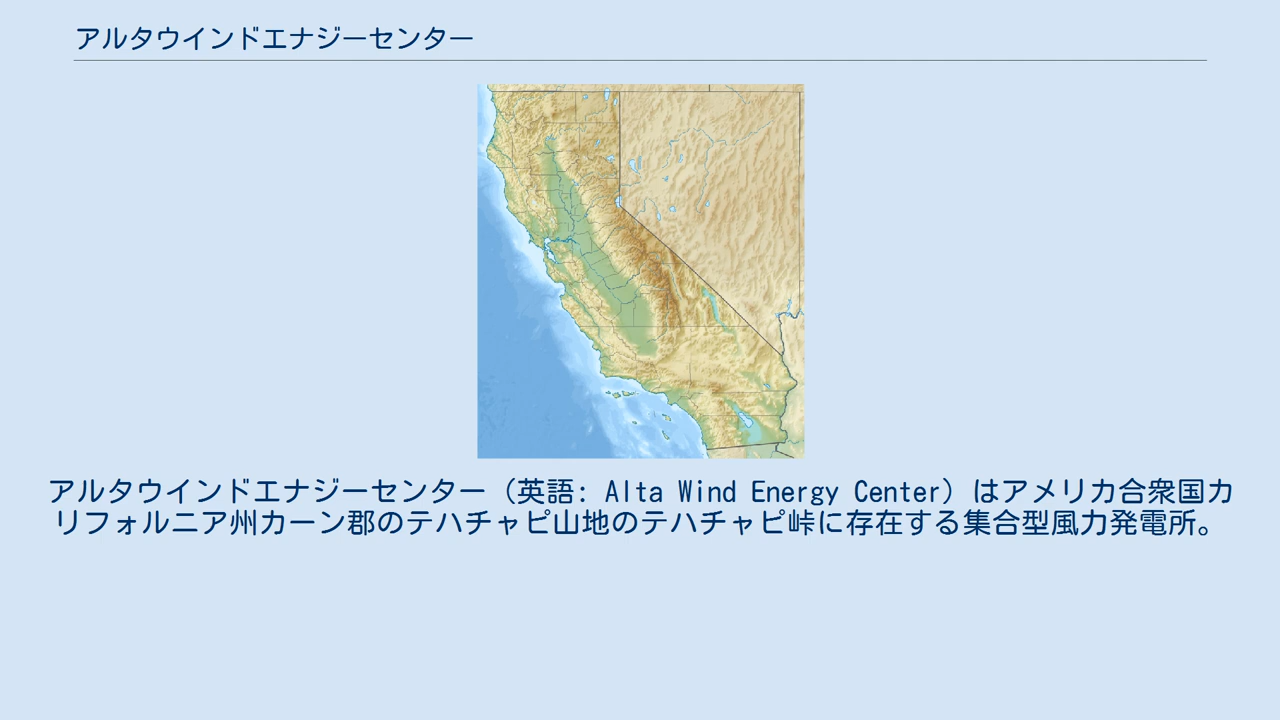 アルタウインドエナジーセンター
アルタウインドエナジーセンター（英語: Alta Wind Energy Center）はアメリカ合衆国カ
リフォルニア州カーン郡のテハチャピ山地のテハチャピ峠に存在する集合型風力発電所。